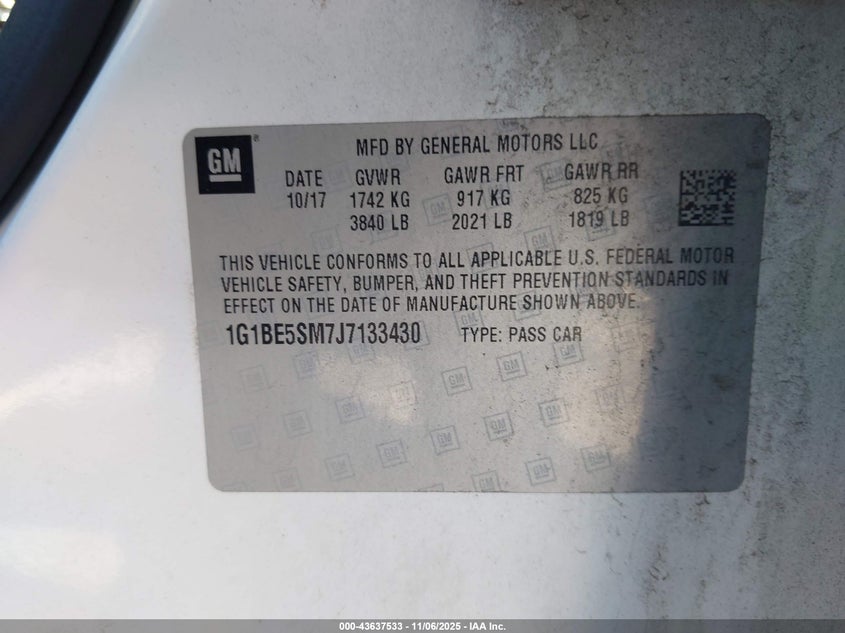 GM
MFD BY GENERAL MOTORS LLC
DATE GVWR GAWR FRT GAWR RR
10/17 1742 KG 917 KG 825 KG
3840 LB 2021 LB 1819 LB
THIS VEHICLE CONFORMS TO ALL APPLICABLE U.S. FEDERAL MOTOR
VEHICLE SAFETY, BUMPER, AND THEFT PREVENTION STANDARDS IN
EFFECT ON THE DATE OF MANUFACTURE SHOWN ABOVE.
1G1BE5SM7J7133430 TYPE: PASS CAR
000-43637533 - 11/06/2025 - IAA Inc.